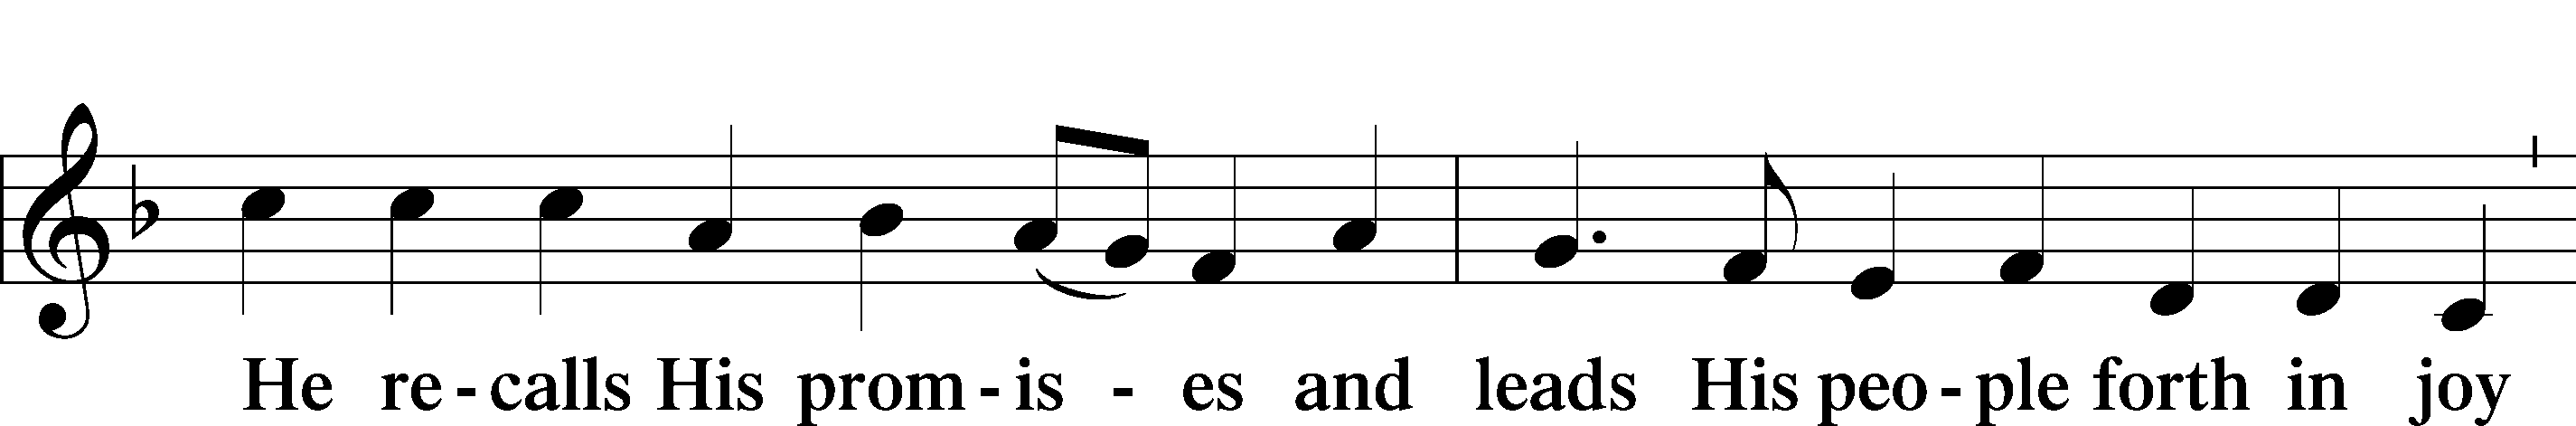 He re - calls His prom - is - es and leads His peo - ple forth in joy